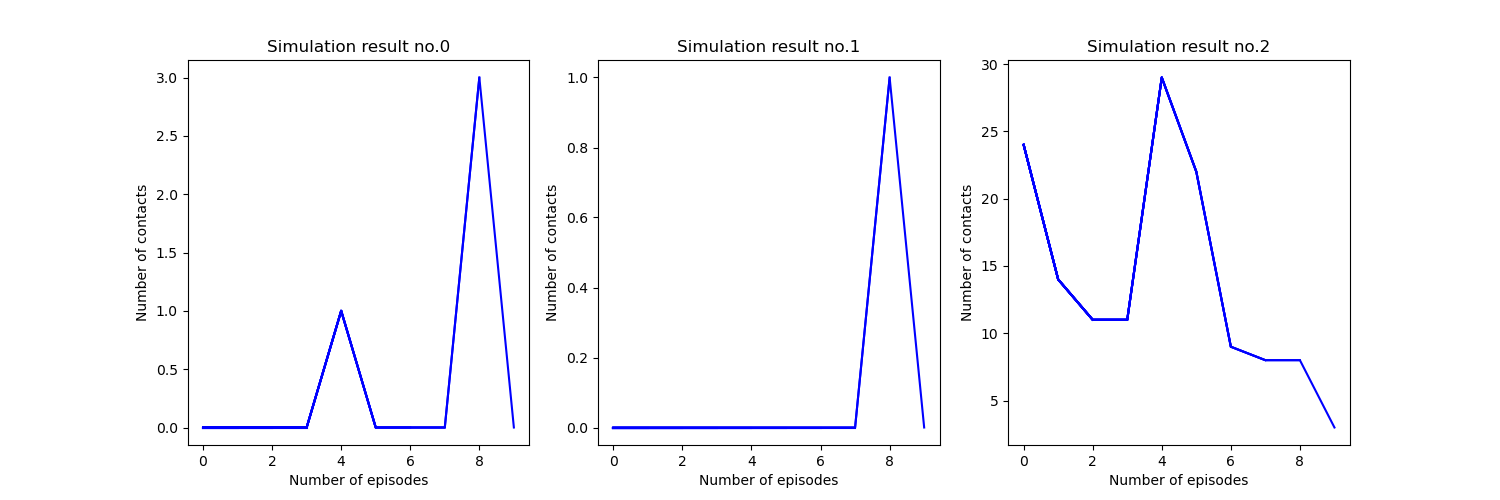 Simulation result no.0
3.0
2.5
2.0
1.5
1.0
0.5
0.0
Number of contacts
0 2 4 6 8
Number of episodes
Simulation result no.1
1.0
0.8
0.6
0.4
0.2
0.0
Number of contacts
0 2 4 6 8
Number of episodes
Simulation result no.2
30
25
20
15
10
5
Number of contacts
0 2 4 6 8
Number of episodes